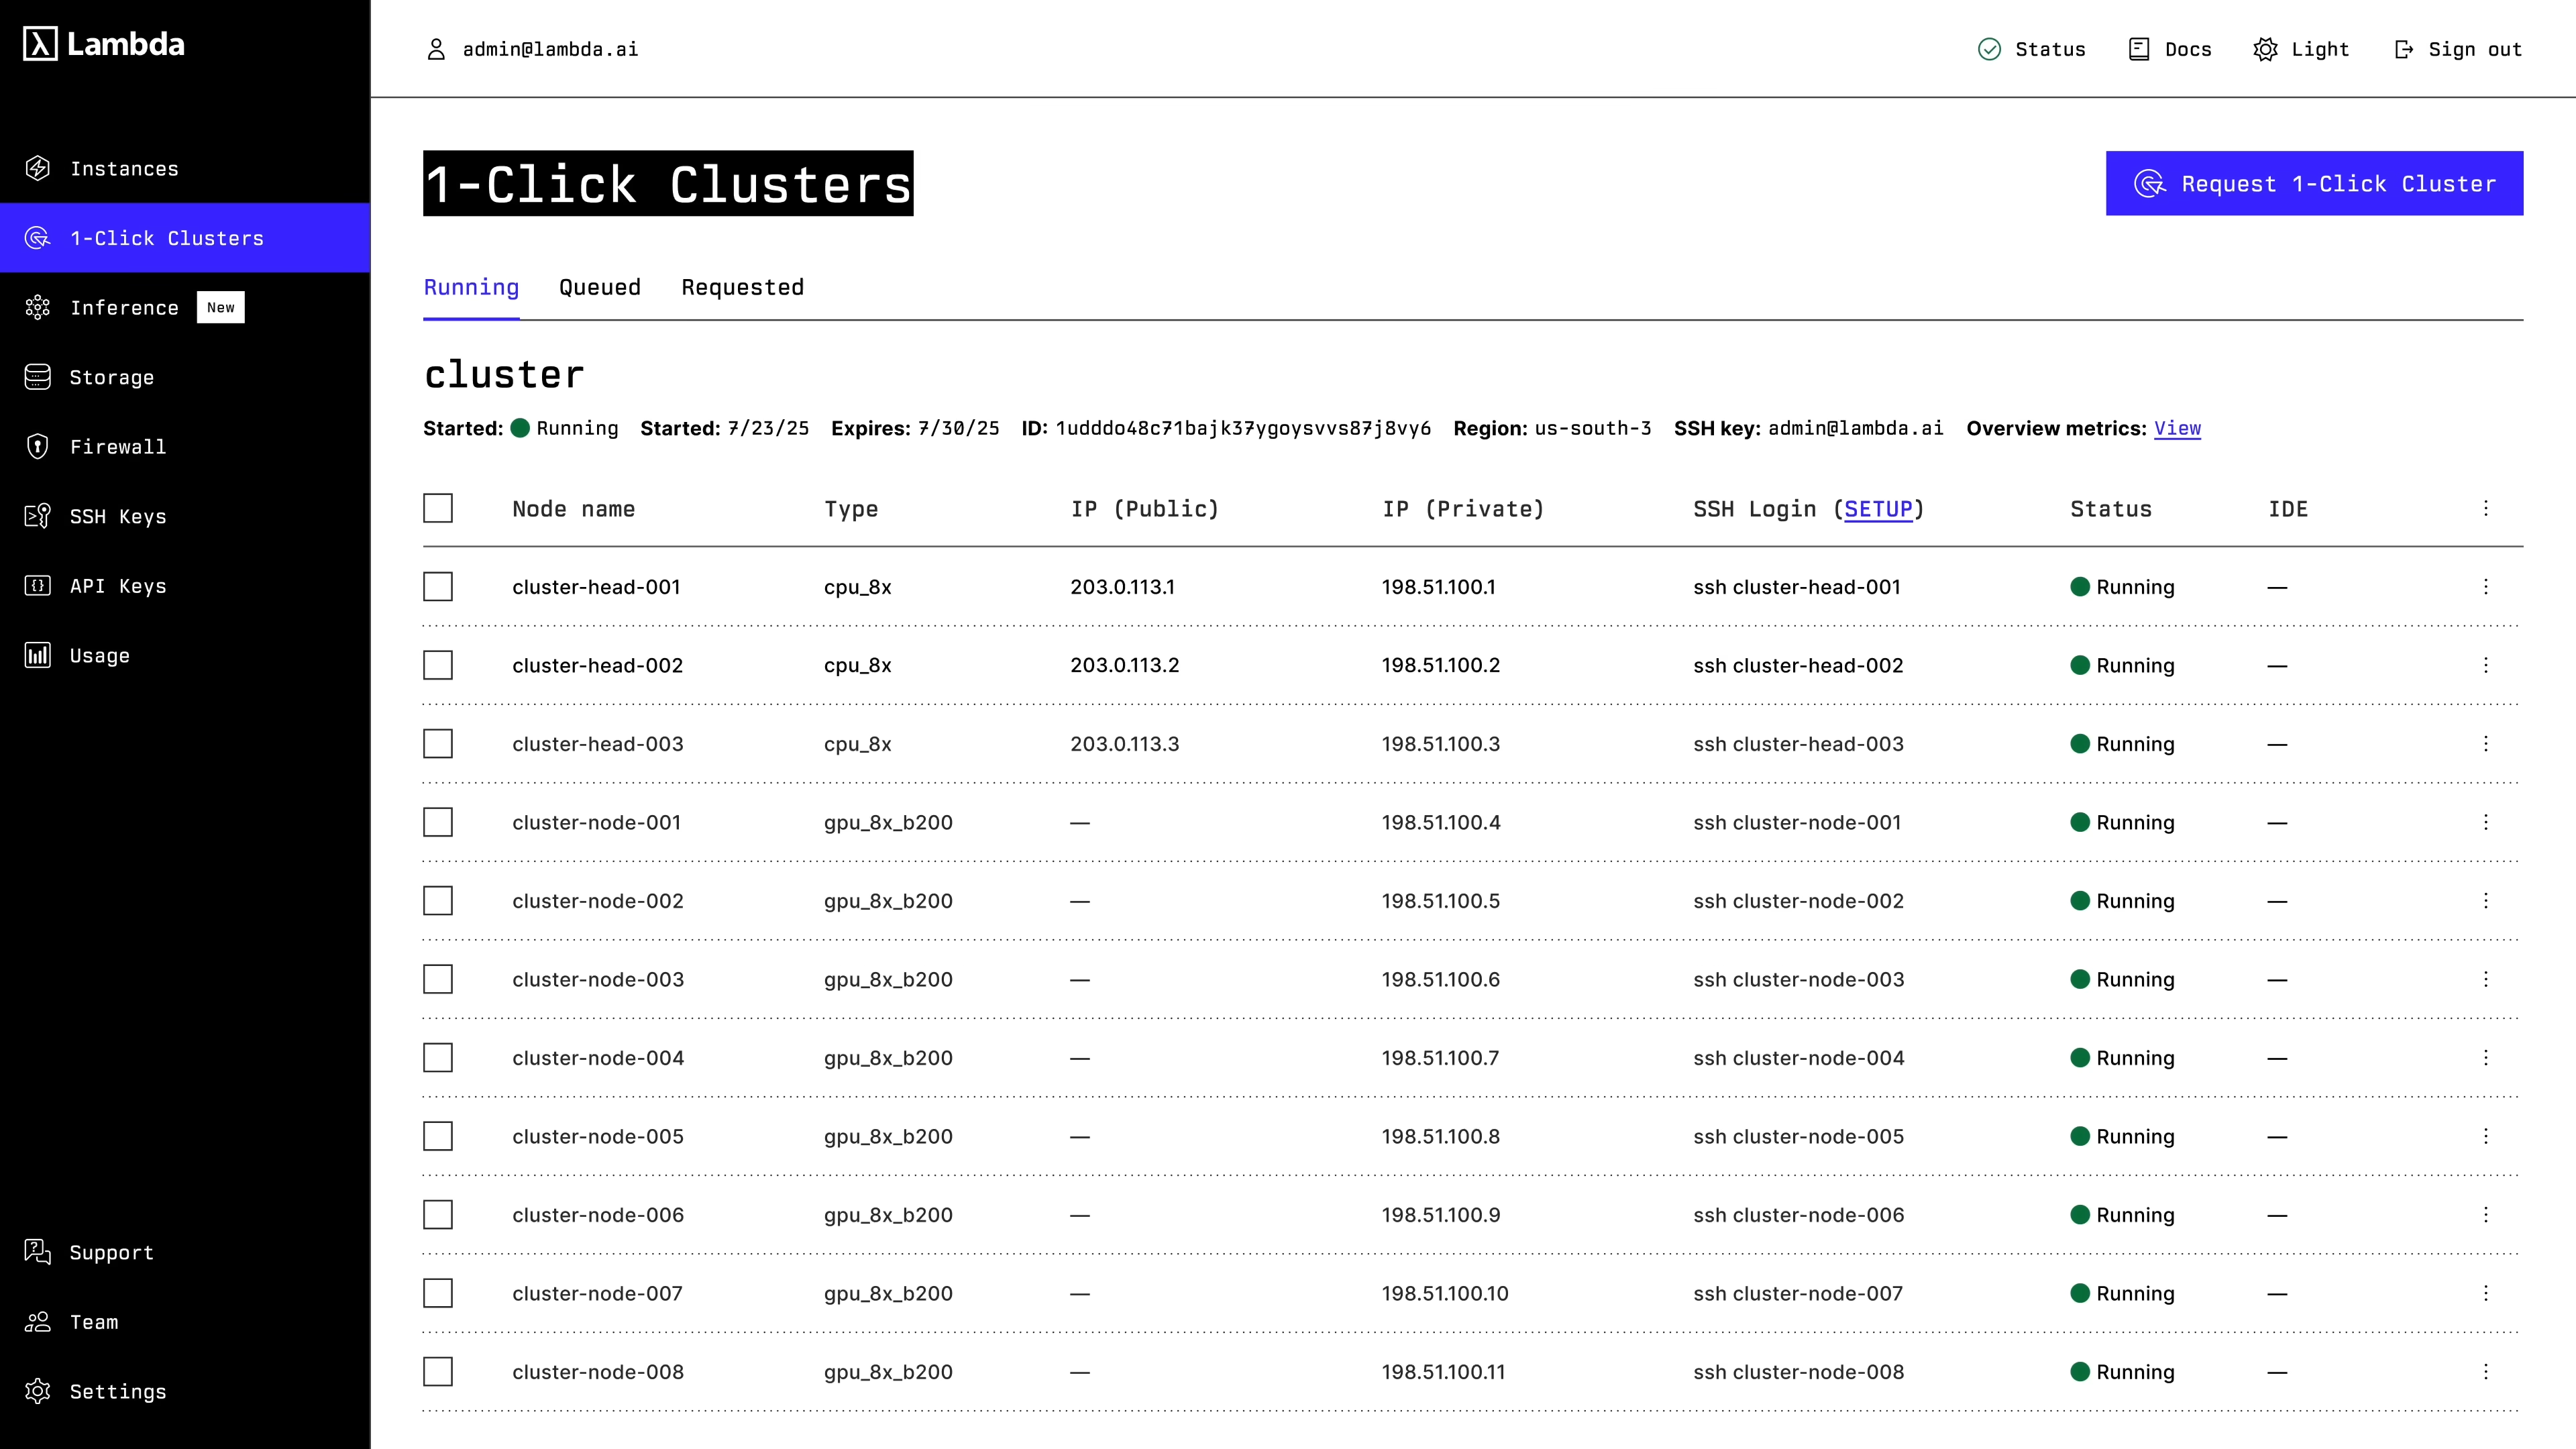 Lambda
Instances
1-Click Clusters
Inference New
Storage
Firewall
SSH Keys
API Keys
Usage
Support
Team
Settings
admin@lambda.ai
Status Docs Light Sign out
1-Click Clusters
Request 1-Click Cluster
Running Queued Requested
cluster
Started: Running Started: 7/23/25 Expires: 7/30/25 ID: 1udddo48c71bajk37ygoysvvs87j8vy6 Region: us-south-3 SSH key: admin@lambda.ai Overview metrics: View
Node name Type IP (Public) IP (Private) SSH Login (SETUP) Status IDE
cluster-head-001 cpu_8x 203.0.113.1 198.51.100.1 ssh cluster-head-001 Running —
cluster-head-002 cpu_8x 203.0.113.2 198.51.100.2 ssh cluster-head-002 Running —
cluster-head-003 cpu_8x 203.0.113.3 198.51.100.3 ssh cluster-head-003 Running —
cluster-node-001 gpu_8x_b200 — 198.51.100.4 ssh cluster-node-001 Running —
cluster-node-002 gpu_8x_b200 — 198.51.100.5 ssh cluster-node-002 Running —
cluster-node-003 gpu_8x_b200 — 198.51.100.6 ssh cluster-node-003 Running —
cluster-node-004 gpu_8x_b200 — 198.51.100.7 ssh cluster-node-004 Running —
cluster-node-005 gpu_8x_b200 — 198.51.100.8 ssh cluster-node-005 Running —
cluster-node-006 gpu_8x_b200 — 198.51.100.9 ssh cluster-node-006 Running —
cluster-node-007 gpu_8x_b200 — 198.51.100.10 ssh cluster-node-007 Running —
cluster-node-008 gpu_8x_b200 — 198.51.100.11 ssh cluster-node-008 Running —